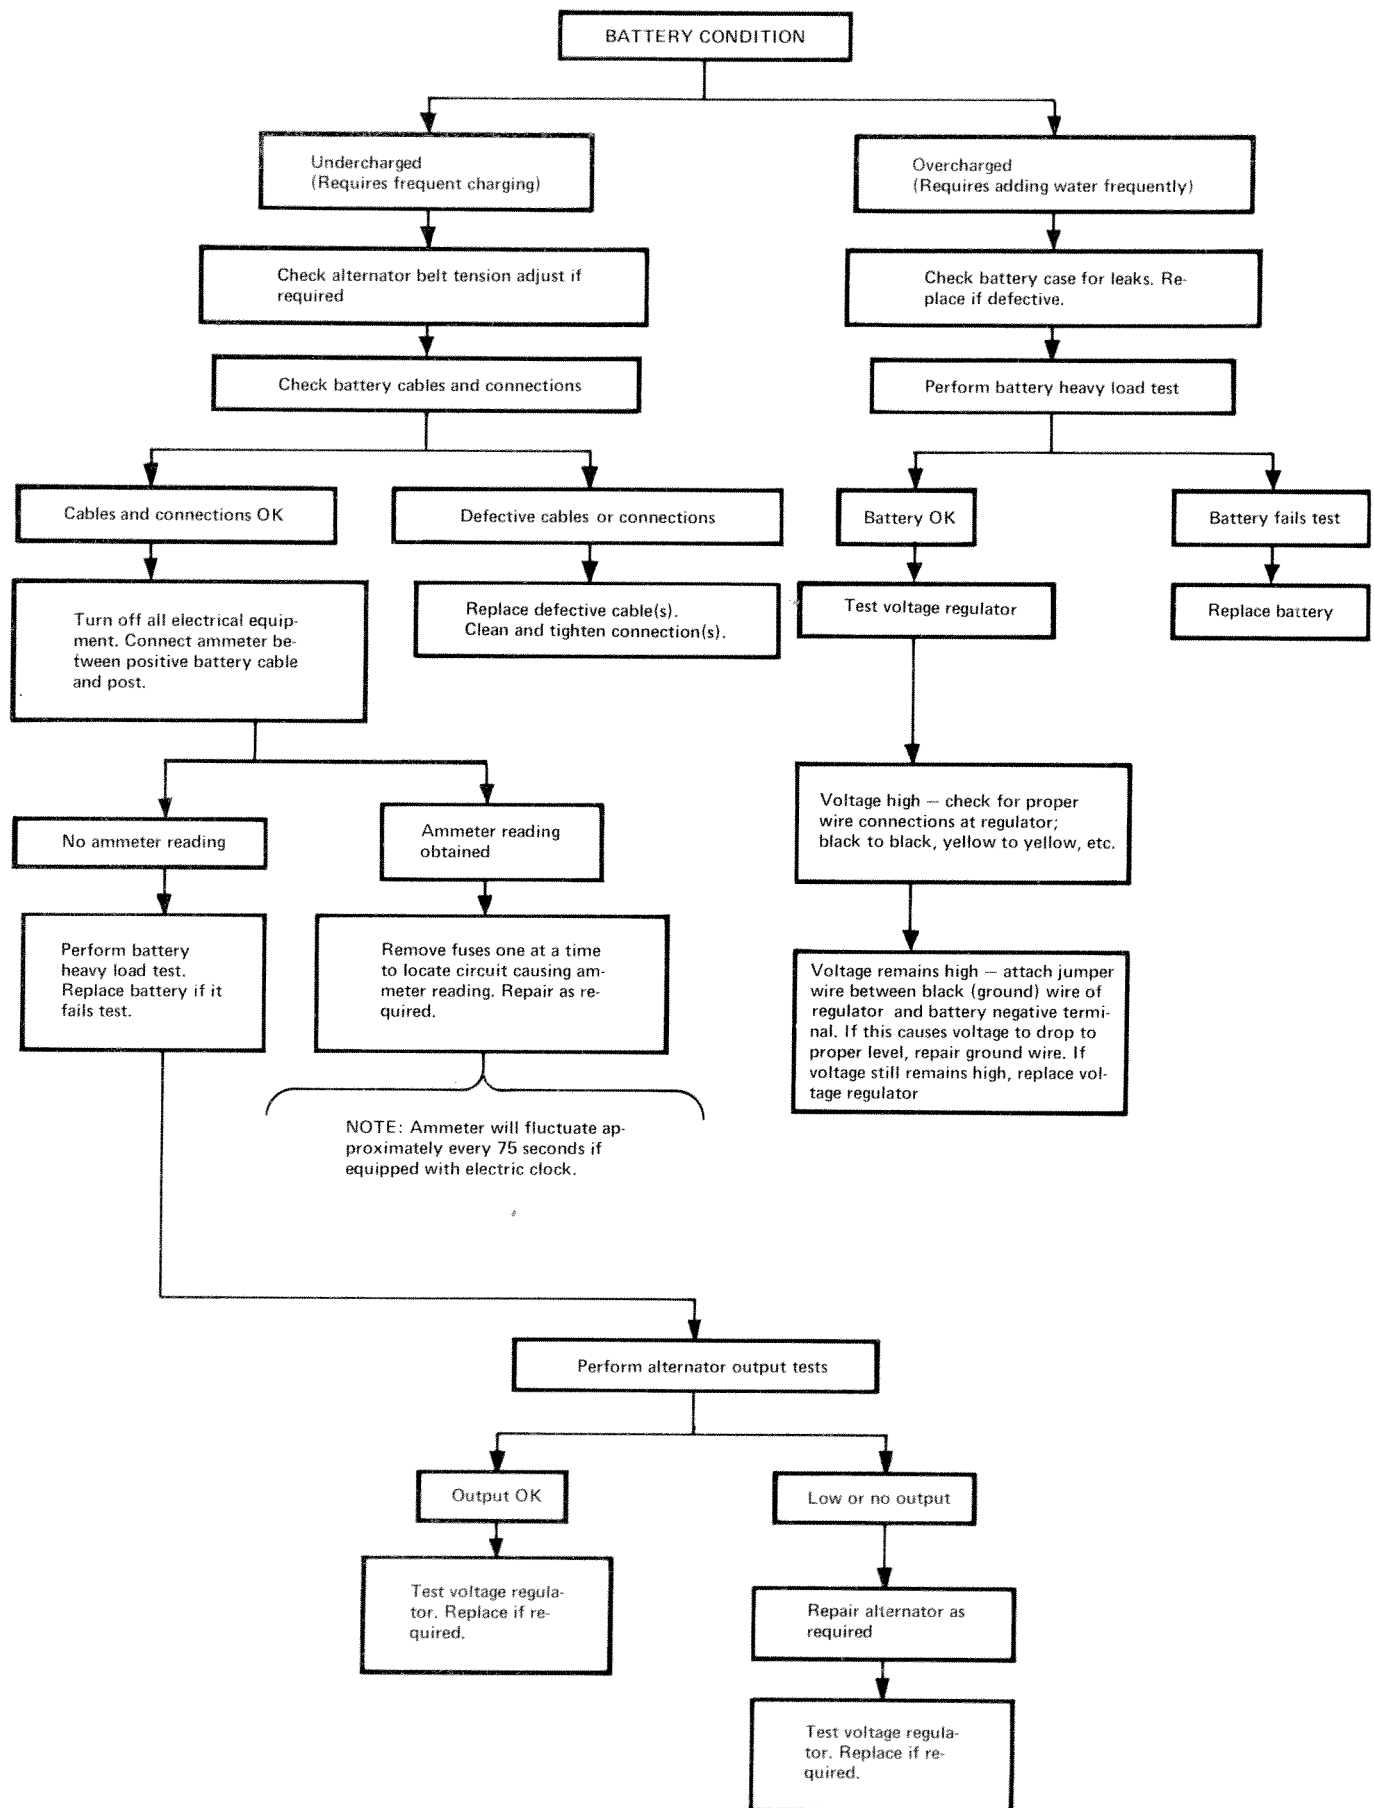 BATTERY CONDITION
Undercharged
(Requires frequent charging)
Overcharged
(Requires adding water frequently)
Check alternator belt tension adjust if
required
Check battery case for leaks. Re-
place if defective.
Check battery cables and connections
Perform battery heavy load test
Cables and connections OK
Defective cables or connections
Battery OK
Battery fails test
Turn off all electrical equip-
ment. Connect ammeter be-
tween positive battery cable
and post.
Replace defective cable(s).
Clean and tighten connection(s).
Test voltage regulator
Replace battery
No ammeter reading
Ammeter reading
obtained
Voltage high — check for proper
wire connections at regulator;
black to black, yellow to yellow, etc.
Perform battery
heavy load test.
Replace battery if it
fails test.
Remove fuses one at a time
to locate circuit causing am-
meter reading. Repair as re-
quired.
Voltage remains high — attach jumper
wire between black (ground) wire of
regulator and battery negative termi-
nal. If this causes voltage to drop to
proper level, repair ground wire. If
voltage still remains high, replace vol-
tage regulator
NOTE: Ammeter will fluctuate ap-
proximately every 75 seconds if
equipped with electric clock.
Perform alternator output tests
Output OK
Low or no output
Test voltage regula-
tor. Replace if re-
quired.
Repair alternator as
required
Test voltage regula-
tor. Replace if re-
quired.